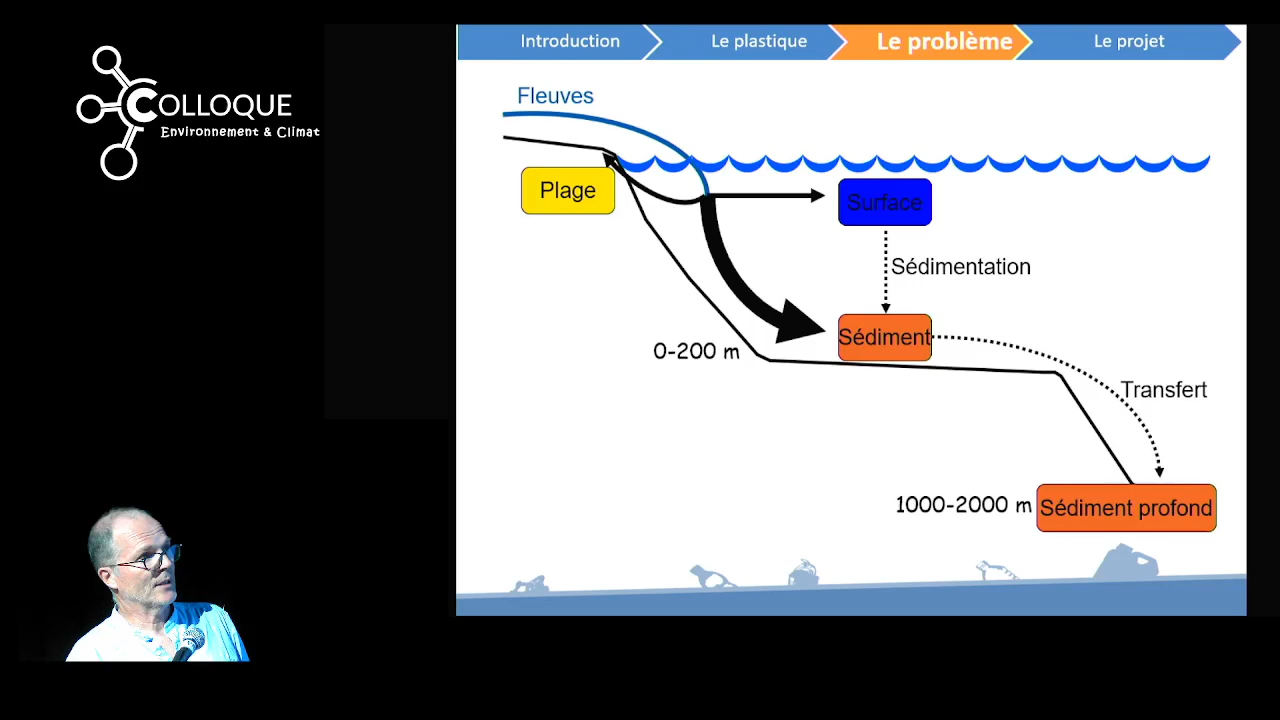 COLLOQUE
Environnement & Climat
Introduction
Le plastique
Le problème
Le projet
Fleuves
Plage
Surface
Sédimentation
Sédiment
0-200 m
Transfert
1000-2000 m
Sédiment profond